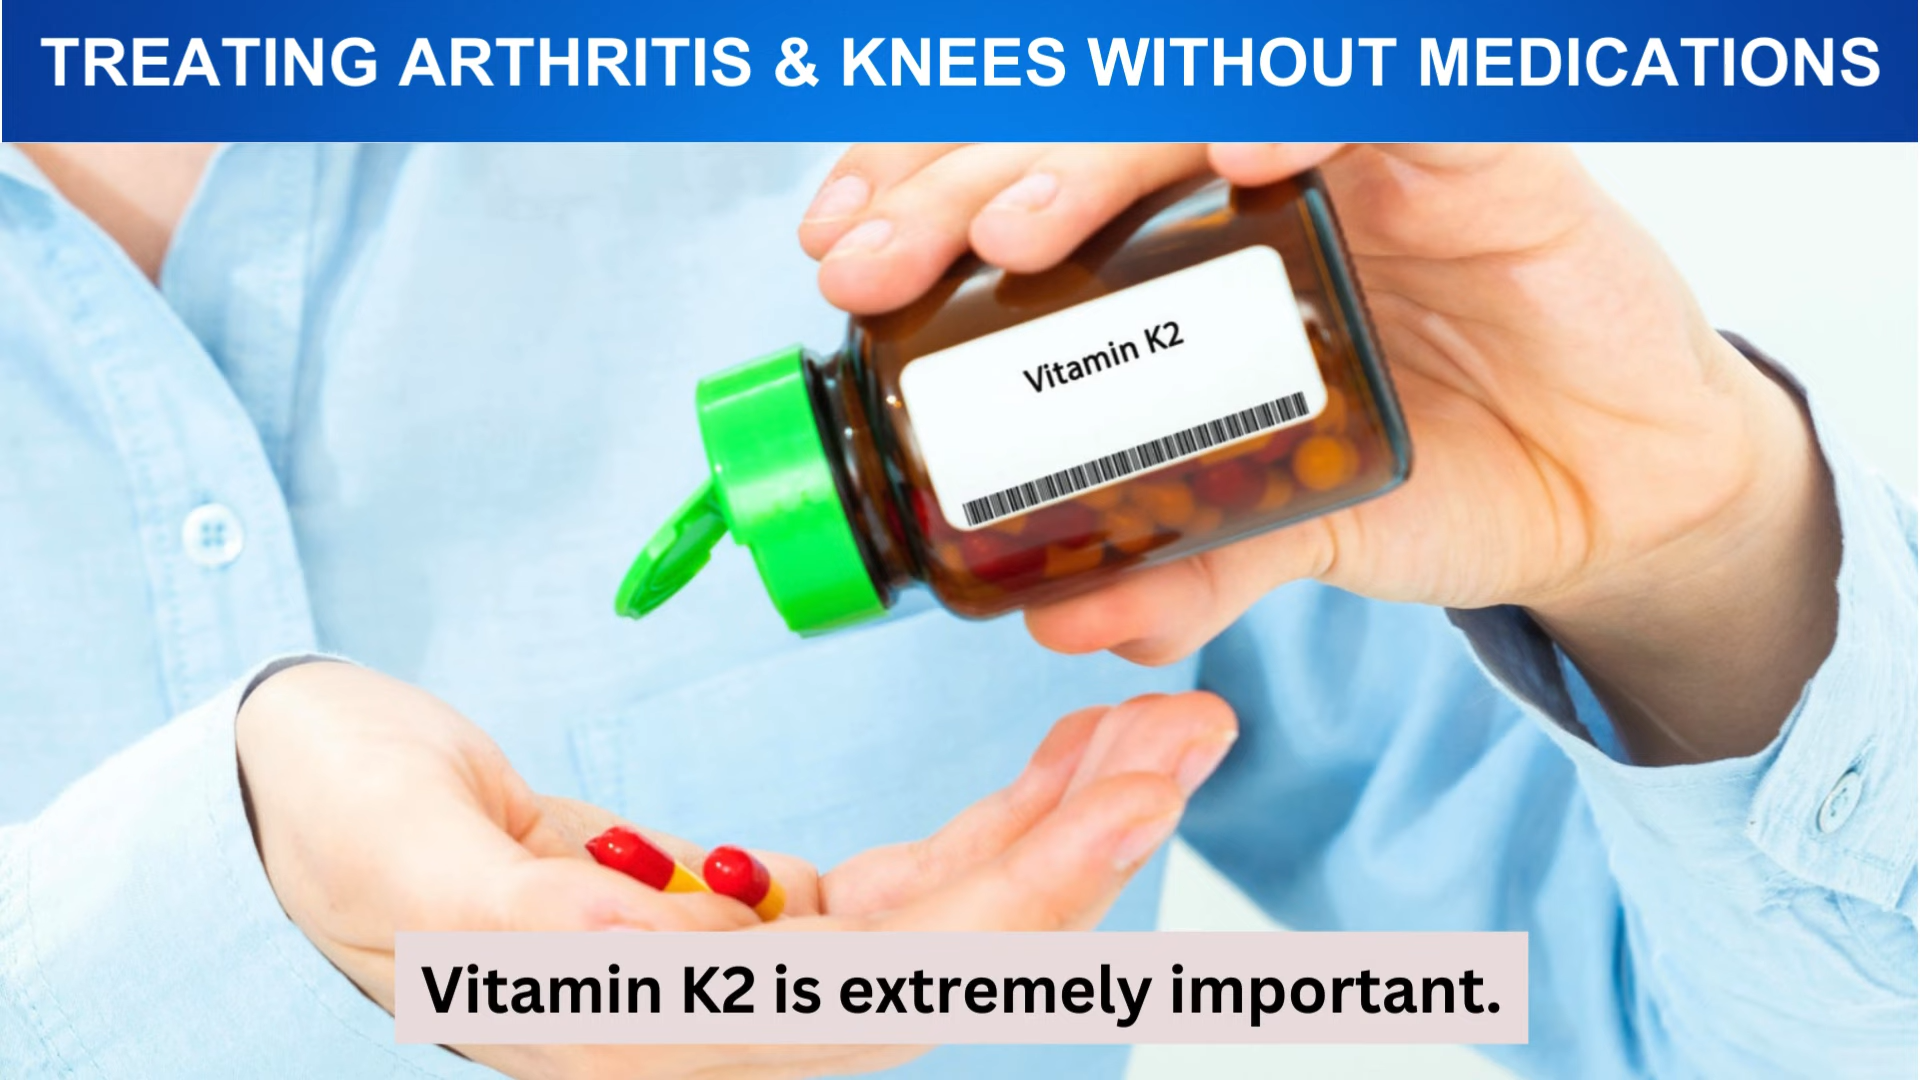 TREATING ARTHRITIS & KNEES WITHOUT MEDICATIONS
Vitamin K2
Vitamin K2 is extremely important.